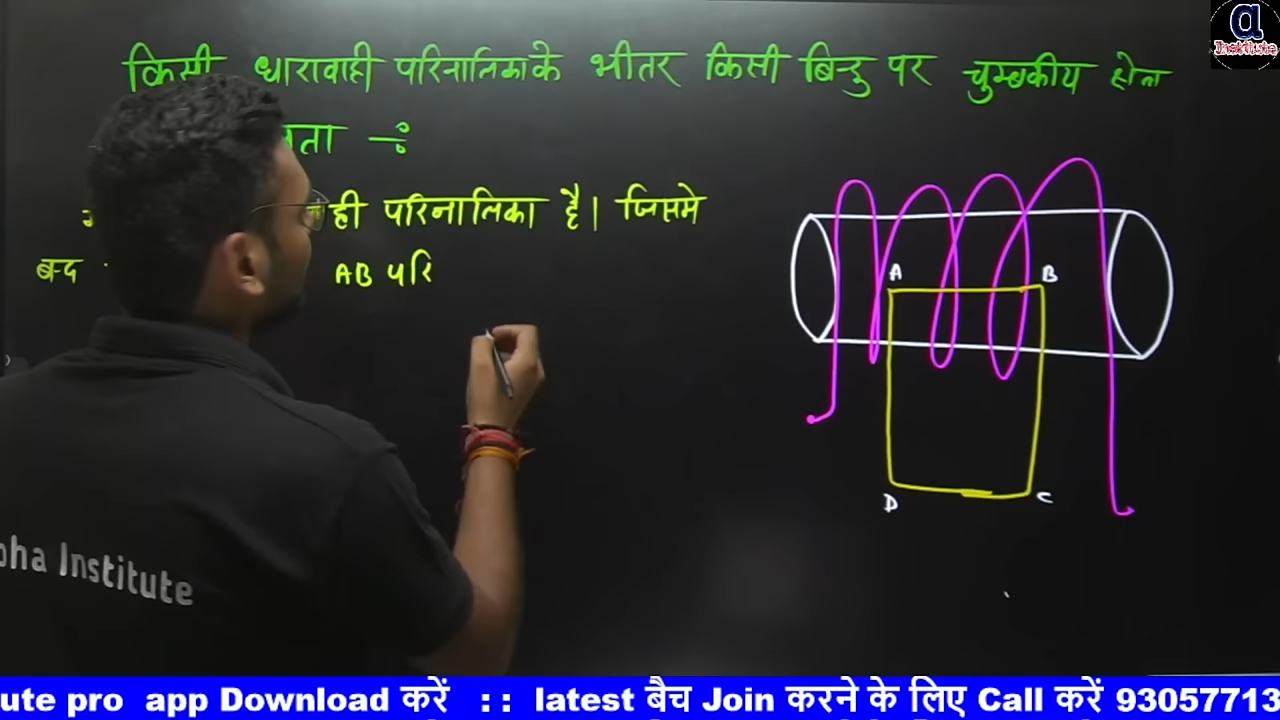 किसी धारावाही परिनालिका के भीतर किसी बिन्दु पर चुम्बकीय क्षेत्र
ता :-
ही परिनालिका है। जिसमे
बन्द
AB परि
A
B
D
C
α
Institute
pha Institute
ute pro app Download करें :: latest बैच Join करने के लिए Call करें 93057713